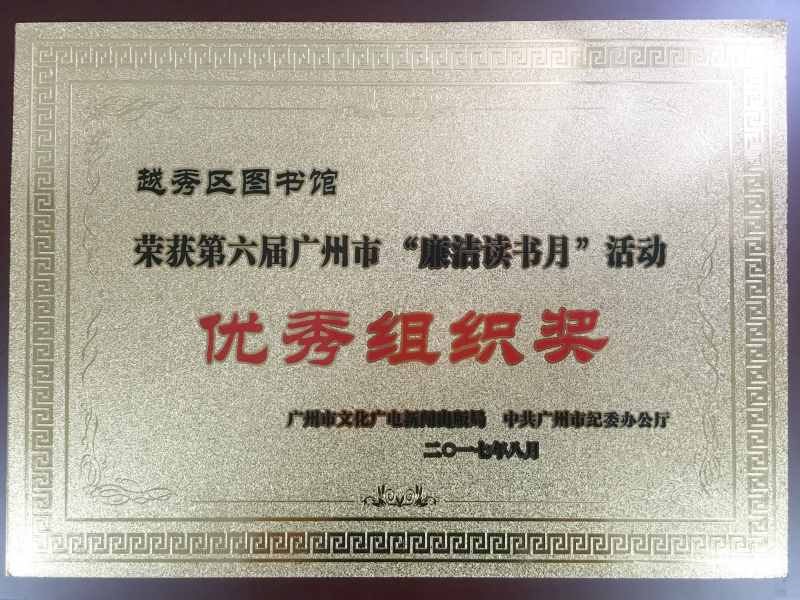 越秀区图书馆
荣获第六届广州市“廉洁读书月”活动
优秀组织奖
广州市文化广电新闻出版局　中共广州市纪委办公厅
二〇一七年八月